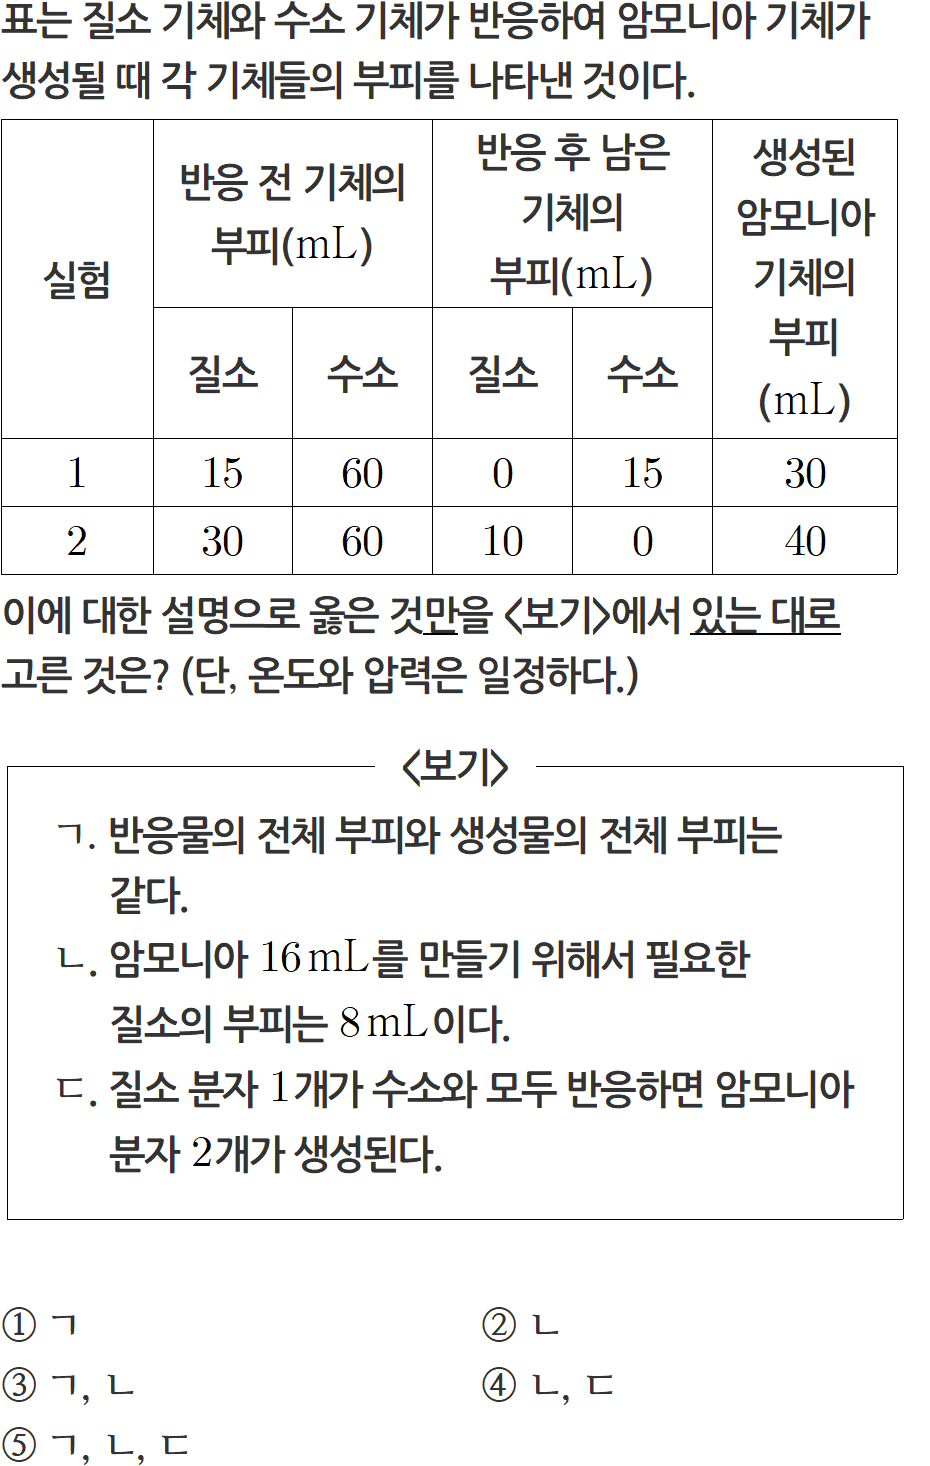 표는 질소 기체와 수소 기체가 반응하여 암모니아 기체가
생성될 때 각 기체들의 부피를 나타낸 것이다.
실험
반응 전 기체의
부피(mL)
반응 후 남은
기체의
부피(mL)
생성된
암모니아
기체의
부피
(mL)
질소 수소 질소 수소
1 15 60 0 15 30
2 30 60 10 0 40
이에 대한 설명으로 옳은 것만을 <보기>에서 있는 대로
고른 것은? (단, 온도와 압력은 일정하다.)
<보기>
ㄱ. 반응물의 전체 부피와 생성물의 전체 부피는
같다.
ㄴ. 암모니아 16 mL를 만들기 위해서 필요한
질소의 부피는 8 mL이다.
ㄷ. 질소 분자 1개가 수소와 모두 반응하면 암모니아
분자 2개가 생성된다.
① ㄱ ② ㄴ
③ ㄱ, ㄴ ④ ㄴ, ㄷ
⑤ ㄱ, ㄴ, ㄷ